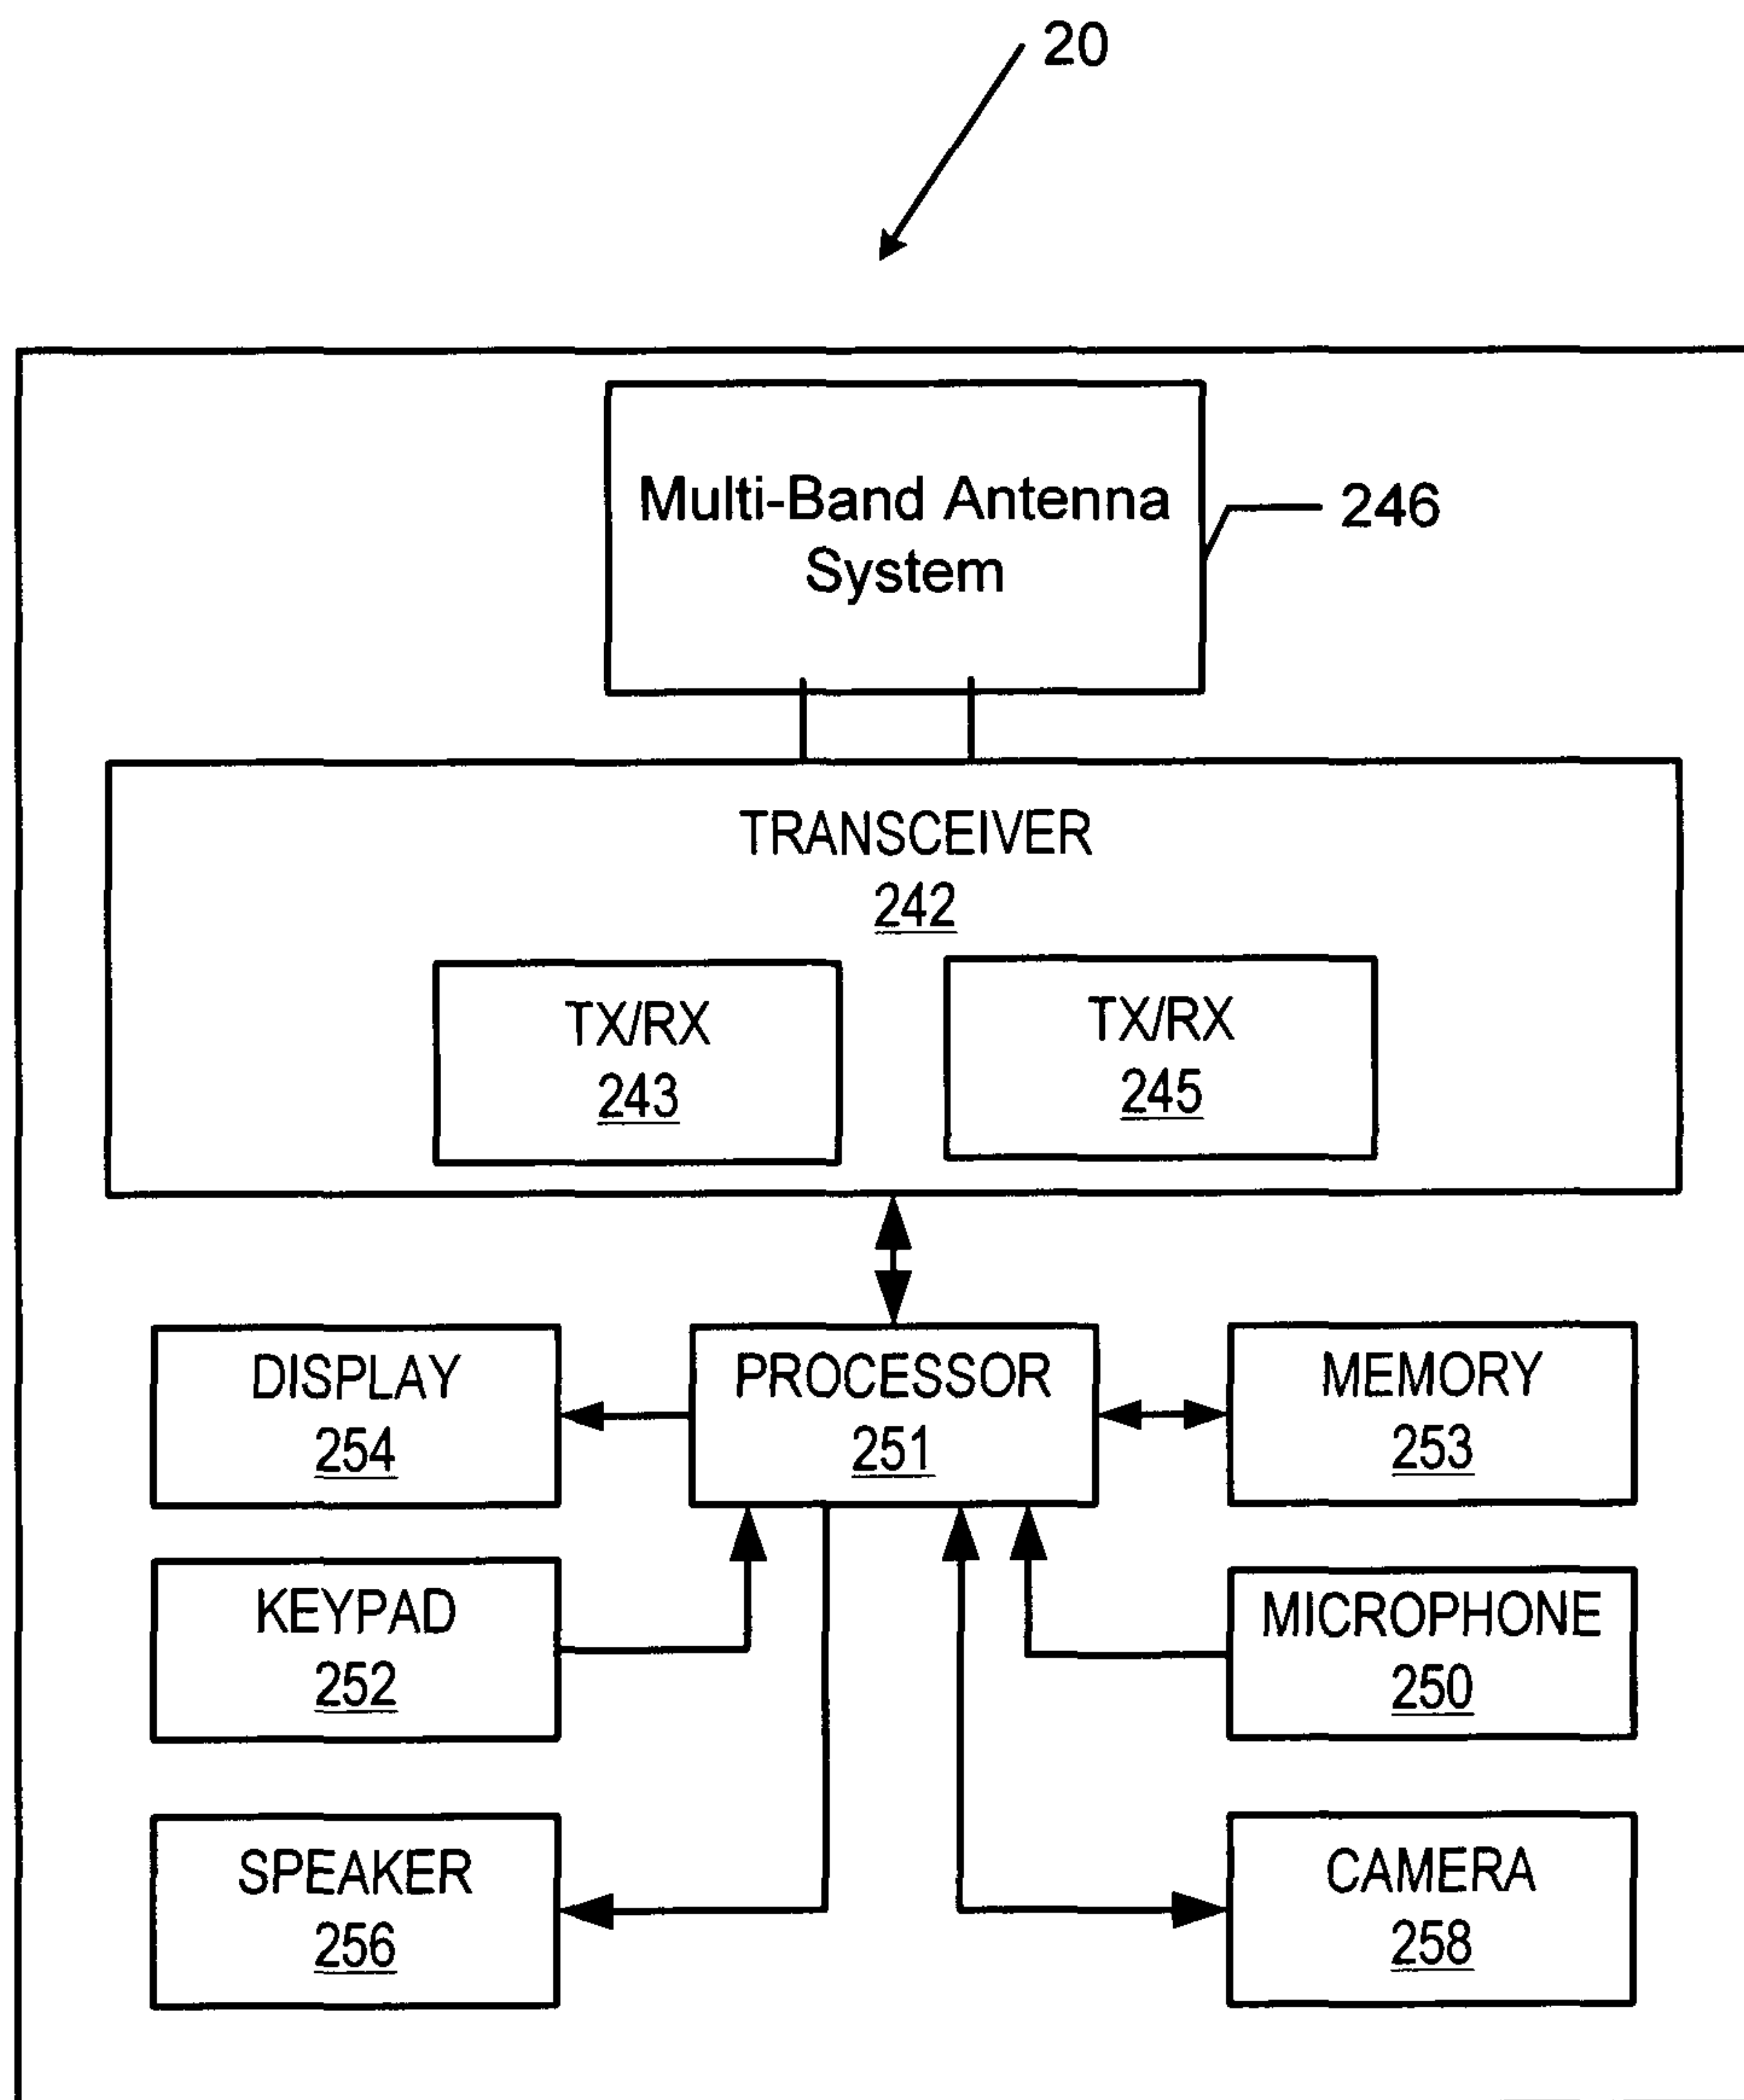 20
Multi-Band Antenna
System
246
TRANSCEIVER
242
TX/RX
243
TX/RX
245
DISPLAY
254
PROCESSOR
251
MEMORY
253
KEYPAD
252
MICROPHONE
250
SPEAKER
256
CAMERA
258